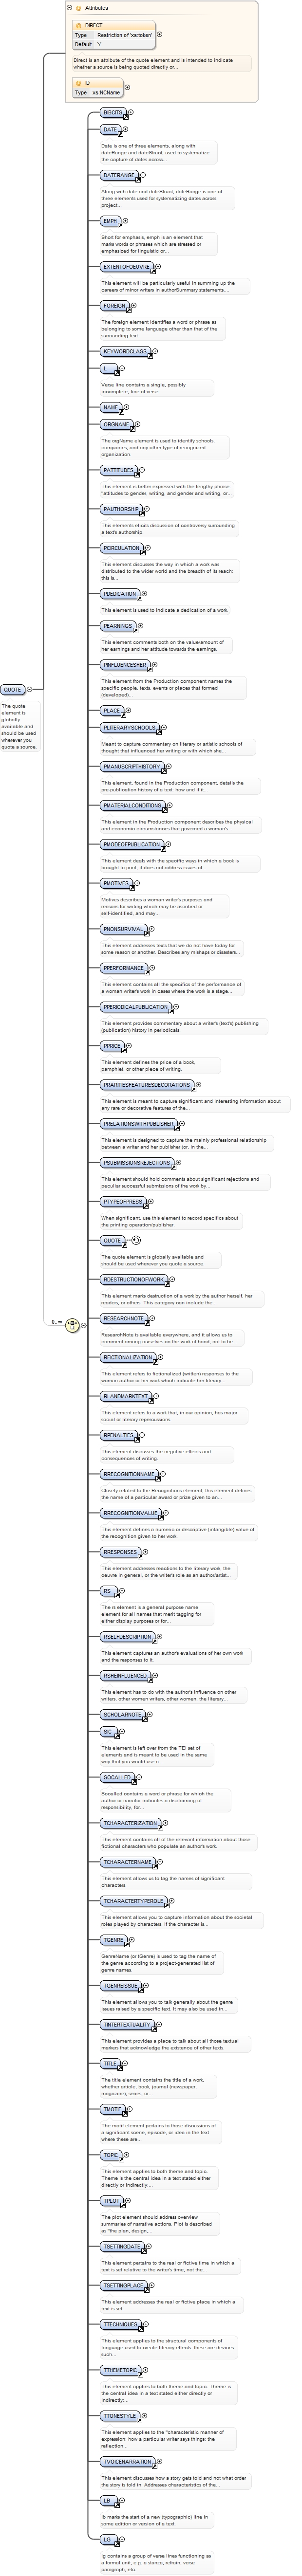 Attributes
DIRECT
Type Restriction of 'xs:token'
Default Y
Direct is an attribute of the quote element and is intended to indicate
whether a source is being quoted directly or...
ID
Type xs:NCName
QUOTE
The quote
element is
globally
available and
should be used
wherever you
quote a source.
0..∞
BIBCITS
DATE
Date is one of three elements, along with
dateRange and dateStruct, used to systematize
the capture of dates across...
DATERANGE
Along with date and dateStruct, dateRange is one of
three elements used for systematizing dates across
project...
EMPH
Short for emphasis, emph is an element that
marks words or phrases which are stressed or
emphasized for linguistic or...
EXTENTOFOEUVRE
This element will be particularly useful in summing up the
careers of minor writers in authorSummary statements...
FOREIGN
The foreign element identifies a word or phrase as
belonging to some language other than that of the
surrounding text.
KEYWORDCLASS
L
Verse line contains a single, possibly
incomplete, line of verse
NAME
ORGNAME
The orgName element is used to identify schools,
companies, and any other type of recognized
organization.
PATTITUDES
This element is better expressed with the lengthy phrase
"attitudes to gender, writing, and gender and writing, or...
PAUTHORSHIP
This elements elicits discussion of controversy surrounding
a text's authorship.
PCIRCULATION
This element discusses the way in which a work was
distributed to the wider world and the breadth of its reach:
this is...
PDEDICATION
This element is used to indicate a dedication of a work.
PEARNINGS
This element comments both on the value/amount of
her earnings and her attitude towards the earnings.
PINFLUENCESHER
This element from the Production component names the
specific people, texts, events or places that formed
(developed)...
PLACE
PLITERARYSCHOOLS
Meant to capture commentary on literary or artistic schools of
thought that influenced her writing or with which she...
PMANUSCRIPTHISTORY
This element, found in the Production component, details the
pre-publication history of a text: how and if it...
PMATERIALCONDITIONS
This element in the Production component describes the physical
and economic circumstances that governed a woman's...
PMODEOFPUBLICATION
This element deals with the specific ways in which a book is
brought to print; it does not address issues of...
PMOTIVES
Motives describes a woman writer's purposes and
reasons for writing which may be ascribed or
self-identified, and may...
PNONSURVIVAL
This element addresses texts that we do not have today for
some reason or another. Describes any mishaps or disasters...
PPERFORMANCE
This element contains all the specifics of the performance of
a woman writer's work in cases where the work is a stage...
PPERIODICALPUBLICATION
This element provides commentary about a writer's (text's) publishing
(publication) history in periodicals.
PPRICE
This element defines the price of a book,
pamphlet, or other piece of writing.
PRARITIESFEATURESDECORATIONS
This element is meant to capture significant and interesting information about
any rare or decorative features of the...
PRELATIONSWITHPUBLISHER
This element is designed to capture the mainly professional relationship
between a writer and her publisher (or, in the...
PSUBMISSIONSREJECTIONS
This element should hold comments about significant rejections and
peculiar successful submissions of the work by...
PTYPEOFPRESS
When significant, use this element to record specifics about
the printing operation/publisher.
QUOTE
The quote element is globally available and
should be used wherever you quote a source.
RDESTRUCTIONOFWORK
This element marks destruction of a work by the author herself, her
readers, or others. This category can include the...
RESEARCHNOTE
ResearchNote is available everywhere, and it allows us to
comment among ourselves on the work at hand; not to be...
RFICTIONALIZATION
This element refers to fictionalized (written) responses to the
woman author or her work which indicate her literary...
RLANDMARKTEXT
This element refers to a work that, in our opinion, has major
social or literary repercussions.
RPENALTIES
This element discusses the negative effects and
consequences of writing.
RRECOGNITIONNAME
Closely related to the Recognitions element, this element defines
the name of a particular award or prize given to an...
RRECOGNITIONVALUE
This element defines a numeric or descriptive (intangible) value of
the recognition given to her work.
RRESPONSES
This element addresses reactions to the literary work, the
oeuvre in general, or the writer's role as an author/artist...
RS
The rs element is a general purpose name
element for all names that merit tagging for
either display purposes or for...
RSELFDESCRIPTION
This element captures an author's evaluations of her own work
and the responses to it.
RSHEINFLUENCED
This element has to do with the author's influence on other
writers, other women writers, other women, the literary...
SCHOLARNOTE
SIC
This element is left over from the TEI set of
elements and is meant to be used in the same
way that you would use a...
SOCALLED
Socalled contains a word or phrase for which the
author or narrator indicates a disclaiming of
responsibility, for...
TCHARACTERIZATION
This element contains all of the relevant information about those
fictional characters who populate an author's work.
TCHARACTERNAME
This element allows us to tag the names of significant
characters.
TCHARACTERTYPEROLE
This element allows you to capture information about the societal
roles played by characters. If the character is...
TGENRE
GenreName (or tGenre) is used to tag the name of
the genre according to a project-generated list of
genre names.
TGENREISSUE
This element allows you to talk generally about the genre
issues raised by a specific text. It may also be used in...
TINTERTEXTUALITY
This element provides a place to talk about all those textual
markers that acknowledge the existence of other texts.
TITLE
The title element contains the title of a work,
whether article, book, journal (newspaper,
magazine), series, or...
TMOTIF
The motif element pertains to those discussions of
a significant scene, episode, or idea in the text
where these are...
TOPIC
This element applies to both theme and topic.
Theme is the central idea in a text stated either
directly or indirectly;...
TPLOT
The plot element should address overview
summaries of narrative actions. Plot is described
as "the plan, design,...
TSETTINGDATE
This element pertains to the real or fictive time in which a
text is set relative to the writer's time, not the...
TSETTINGPLACE
This element addresses the real or fictive place in which a
text is set.
TTECHNIQUES
This element applies to the structural components of
language used to create literary effects: these are devices
such...
TTHEMETOPIC
This element applies to both theme and topic. Theme is
the central idea in a text stated either directly or
indirectly;...
TTONESTYLE
This element applies to the "characteristic manner of
expression; how a particular writer says things; the
reflection...
TVOICENARRATION
This element discusses how a story gets told and not what order
the story is told in. Addresses characteristics of the...
LB
lb marks the start of a new (typographic) line in
some edition or version of a text.
LG
lg contains a group of verse lines functioning as
a formal unit, e.g. a stanza, refrain, verse
paragraph, etc.